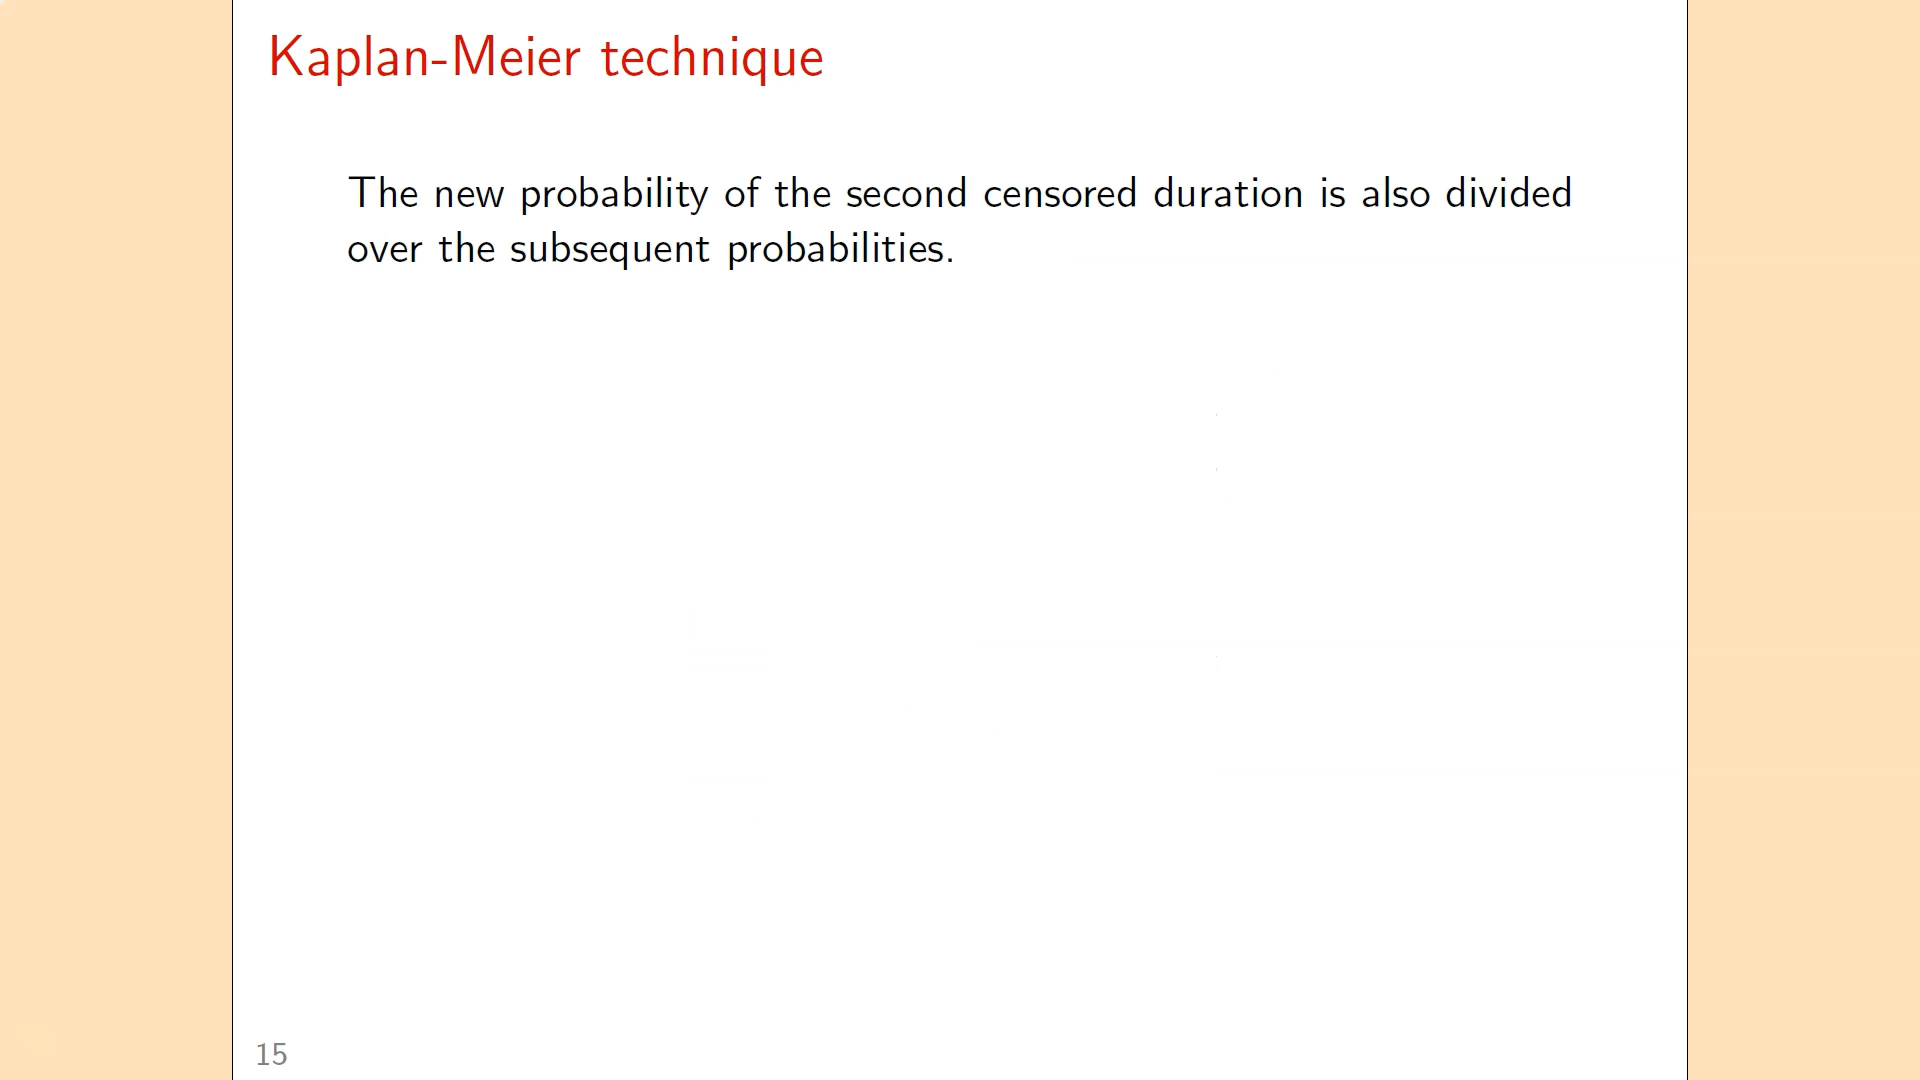 Kaplan-Meier technique
The new probability of the second censored duration is also divided
over the subsequent probabilities.
15